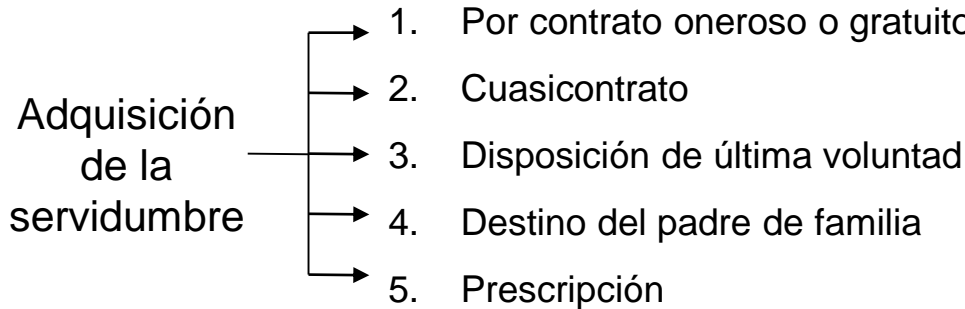 Adquisición
de la
servidumbre
1. Por contrato oneroso o gratuito
2. Cuasicontrato
3. Disposición de última voluntad
4. Destino del padre de familia
5. Prescripción